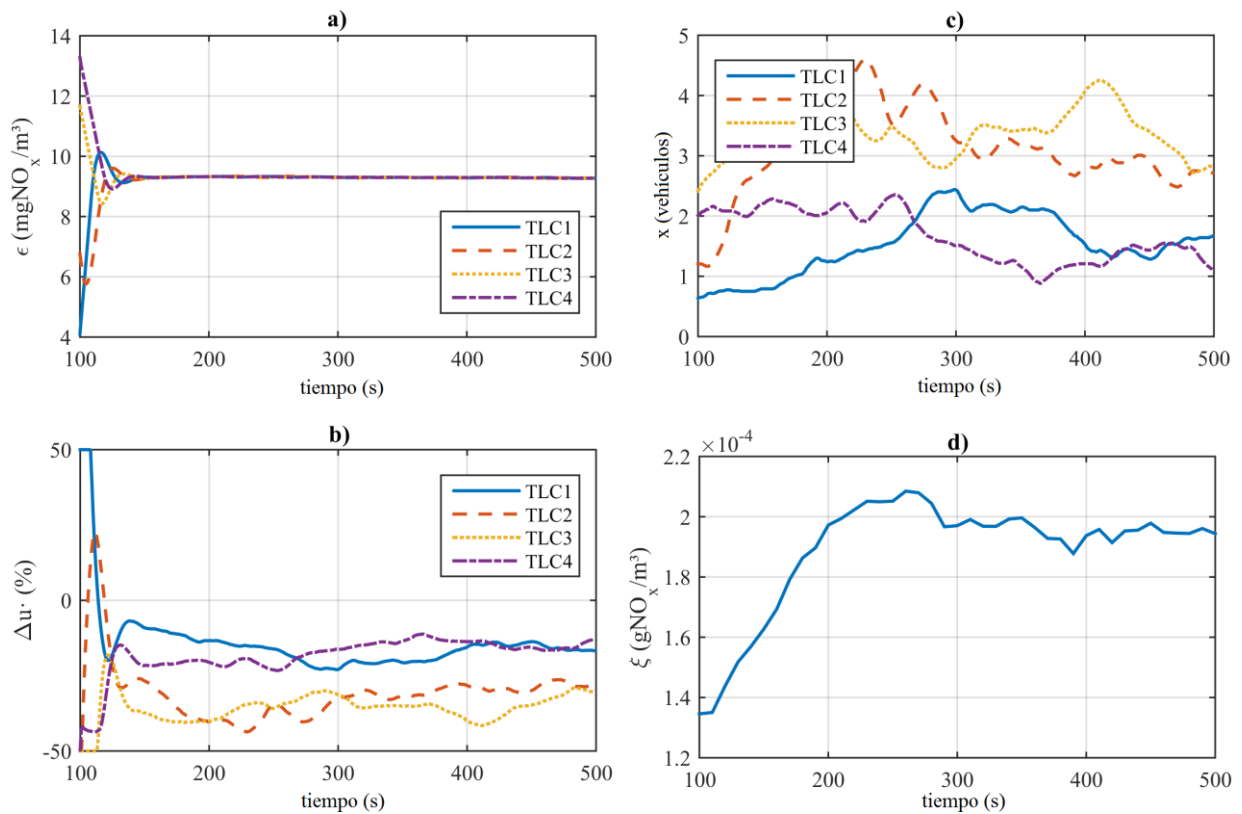 a)
14
12
10
8
6
4
ϵ (mgNOₓ/m³)
TLC1
TLC2
TLC3
TLC4
100 200 300 400 500
tiempo (s)
c)
5
4
3
2
1
0
x (vehículos)
TLC1
TLC2
TLC3
TLC4
100 200 300 400 500
tiempo (s)
b)
50
0
-50
Δu· (%)
TLC1
TLC2
TLC3
TLC4
100 200 300 400 500
tiempo (s)
d)
×10⁻⁴
2.2
2
1.8
1.6
1.4
1.2
ξ (gNOₓ/m³)
100 200 300 400 500
tiempo (s)